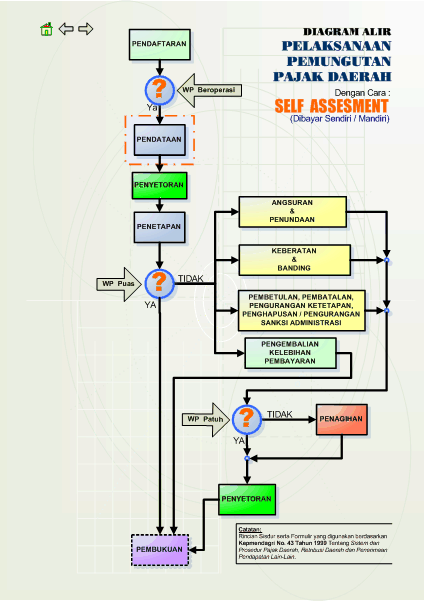 DIAGRAM ALIR
PELAKSANAAN
PEMUNGUTAN
PAJAK DAERAH
Dengan Cara :
SELF ASSESMENT
(Dibayar Sendiri / Mandiri)
PENDAFTARAN
?
WP Beroperasi
Ya
PENDATAAN
PENYETORAN
PENETAPAN
WP Puas
?
TIDAK
YA
ANGSURAN
&
PENUNDAAN
KEBERATAN
&
BANDING
PEMBETULAN, PEMBATALAN,
PENGURANGAN KETETAPAN,
PENGHAPUSAN / PENGURANGAN
SANKSI ADMINISTRASI
PENGEMBALIAN
KELEBIHAN
PEMBAYARAN
WP Patuh
?
TIDAK
PENAGIHAN
YA
PENYETORAN
PEMBUKUAN
Catatan:
Rincian Sisdur serta Formulir yang digunakan berdasarkan
Kepmendagri No. 43 Tahun 1999 Tentang Sistem dan
Prosedur Pajak Daerah, Retribusi Daerah dan Penerimaan
Pendapatan Lain-Lain.